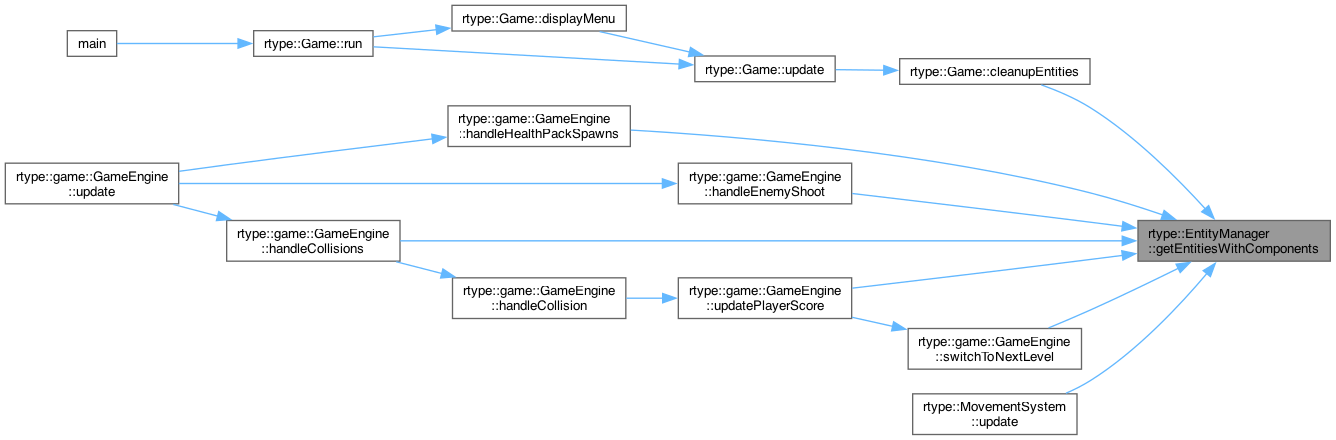 rtype::Game::displayMenu
main
rtype::Game::run
rtype::Game::update
rtype::Game::cleanupEntities
rtype::game::GameEngine
::handleHealthPackSpawns
rtype::game::GameEngine
::update
rtype::game::GameEngine
::handleEnemyShoot
rtype::game::GameEngine
::handleCollisions
rtype::EntityManager
::getEntitiesWithComponents
rtype::game::GameEngine
::handleCollision
rtype::game::GameEngine
::updatePlayerScore
rtype::game::GameEngine
::switchToNextLevel
rtype::MovementSystem
::update